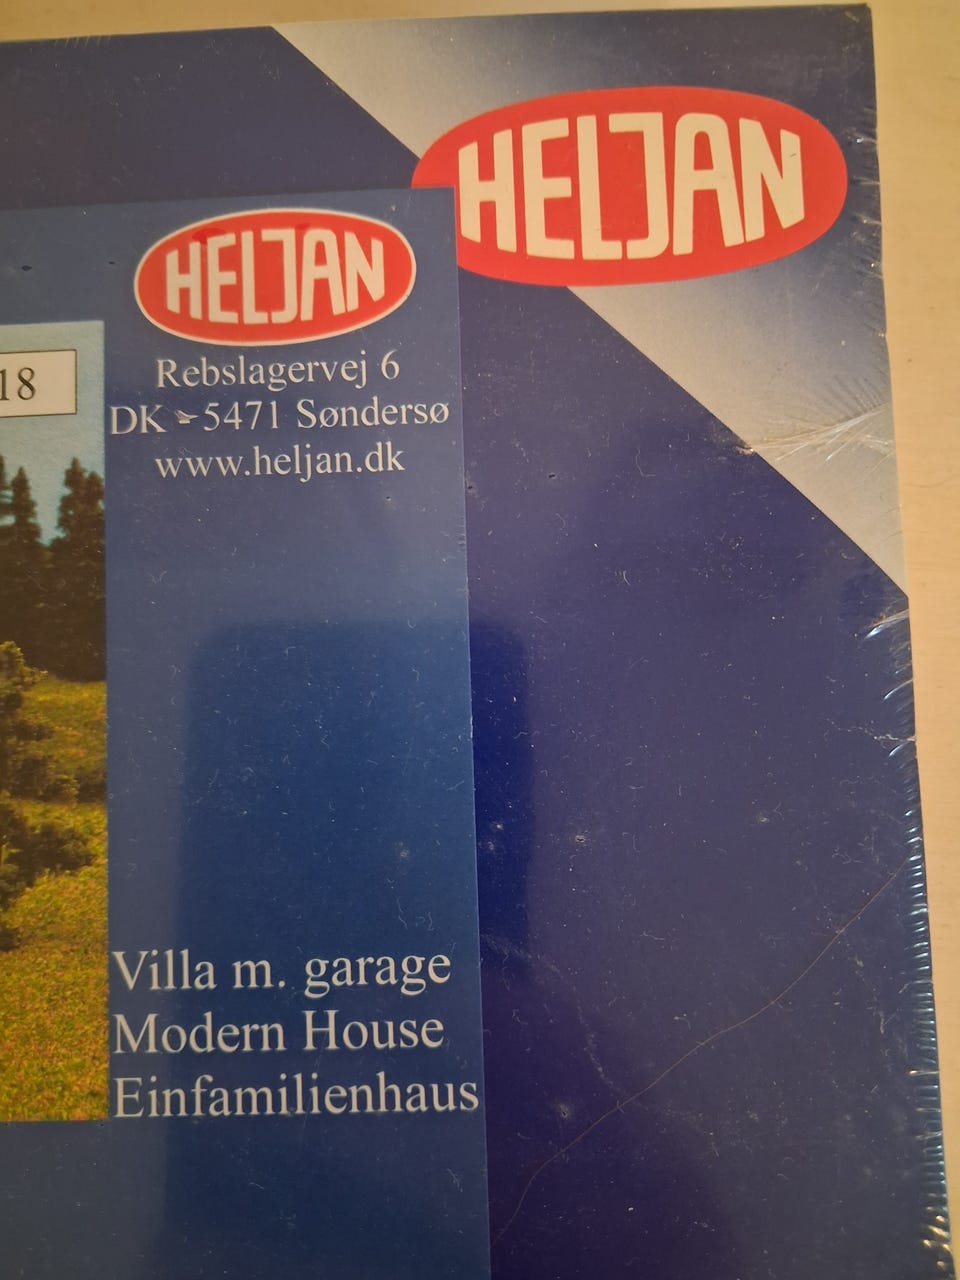 HELJAN
HELJAN
Rebslagervej 6
DK - 5471 Søndersø
www.heljan.dk
18
Villa m. garage
Modern House
Einfamilienhaus